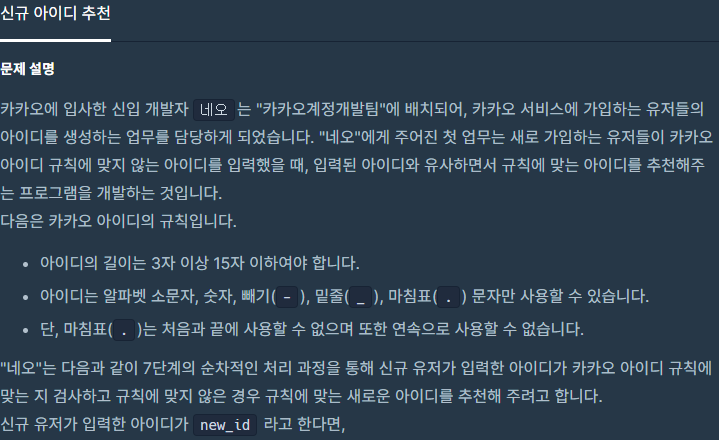 신규 아이디 추천
문제 설명
카카오에 입사한 신입 개발자 네오 는 "카카오계정개발팀"에 배치되어, 카카오 서비스에 가입하는 유저들의
아이디를 생성하는 업무를 담당하게 되었습니다. "네오"에게 주어진 첫 업무는 새로 가입하는 유저들이 카카오
아이디 규칙에 맞지 않는 아이디를 입력했을 때, 입력된 아이디와 유사하면서 규칙에 맞는 아이디를 추천해주
는 프로그램을 개발하는 것입니다.
다음은 카카오 아이디의 규칙입니다.
• 아이디의 길이는 3자 이상 15자 이하여야 합니다.
• 아이디는 알파벳 소문자, 숫자, 빼기( - ), 밑줄( _ ), 마침표( . ) 문자만 사용할 수 있습니다.
• 단, 마침표( . )는 처음과 끝에 사용할 수 없으며 또한 연속으로 사용할 수 없습니다.
"네오"는 다음과 같이 7단계의 순차적인 처리 과정을 통해 신규 유저가 입력한 아이디가 카카오 아이디 규칙에
맞는 지 검사하고 규칙에 맞지 않은 경우 규칙에 맞는 새로운 아이디를 추천해 주려고 합니다.
신규 유저가 입력한 아이디가 new_id 라고 한다면,